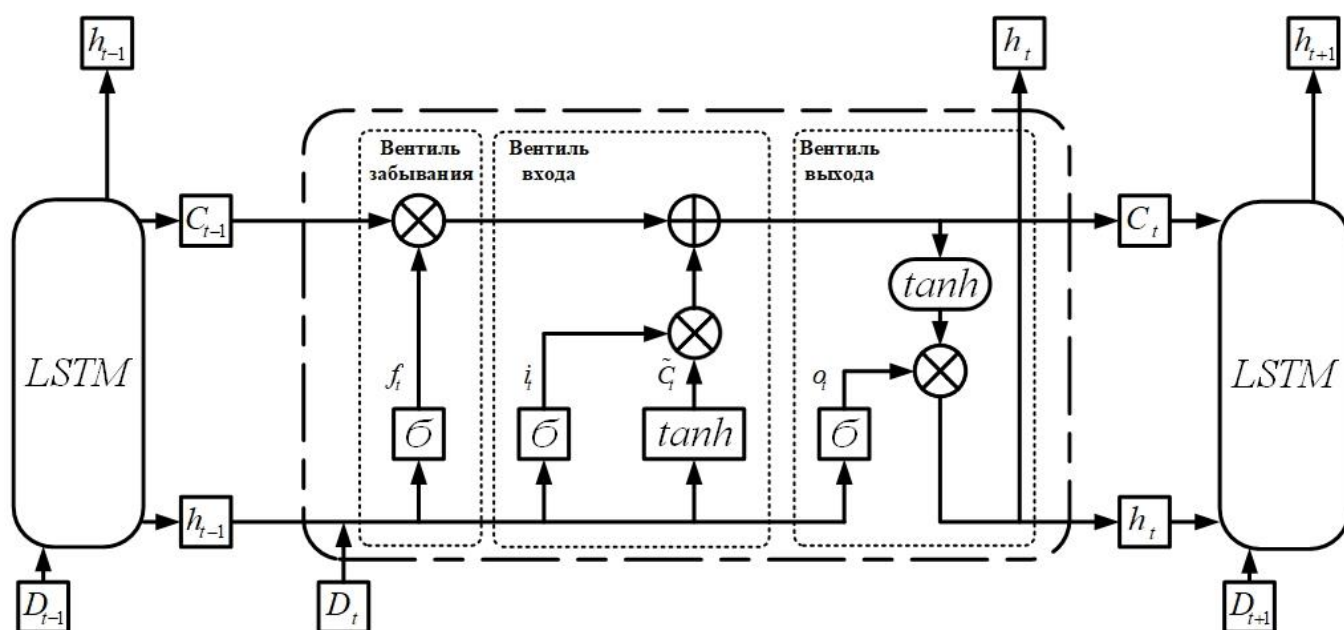 h_{t-1}
h_t
h_{t+1}
Вентиль
забывания
Вентиль
входа
Вентиль
выхода
C_{t-1}
C_t
tanh
LSTM
f_t
i_t
C̃_t
o_t
LSTM
σ
σ
tanh
σ
h_{t-1}
h_t
D_{t-1}
D_t
D_{t+1}